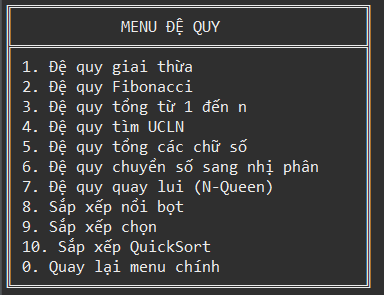 MENU ĐỆ QUY
1. Đệ quy giai thừa
2. Đệ quy Fibonacci
3. Đệ quy tổng từ 1 đến n
4. Đệ quy tìm UCLN
5. Đệ quy tổng các chữ số
6. Đệ quy chuyển số sang nhị phân
7. Đệ quy quay lui (N-Queen)
8. Sắp xếp nổi bọt
9. Sắp xếp chọn
10. Sắp xếp QuickSort
0. Quay lại menu chính